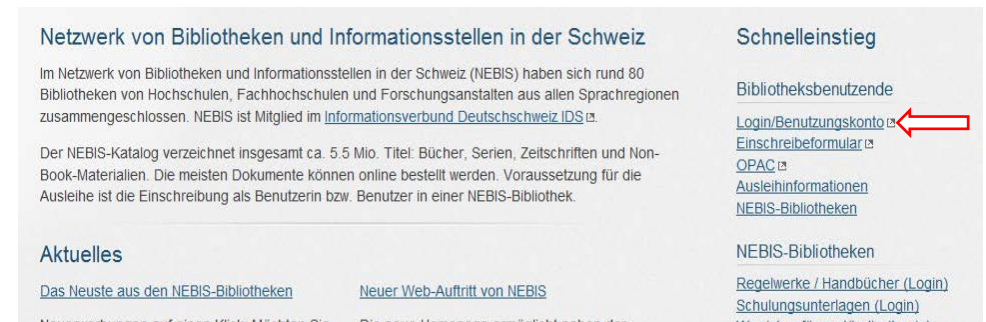 Netzwerk von Bibliotheken und Informationsstellen in der Schweiz
Im Netzwerk von Bibliotheken und Informationsstellen in der Schweiz (NEBIS) haben sich rund 80
Bibliotheken von Hochschulen, Fachhochschulen und Forschungsanstalten aus allen Sprachregionen
zusammengeschlossen. NEBIS ist Mitglied im Informationsverbund Deutschschweiz IDS.
Der NEBIS-Katalog verzeichnet insgesamt ca. 5.5 Mio. Titel: Bücher, Serien, Zeitschriften und Non-
Book-Materialien. Die meisten Dokumente können online bestellt werden. Voraussetzung für die
Ausleihe ist die Einschreibung als Benutzerin bzw. Benutzer in einer NEBIS-Bibliothek.
Aktuelles
Das Neuste aus den NEBIS-Bibliotheken
Neuer Web-Auftritt von NEBIS
Schnelleinstieg
Bibliotheksbenutzende
Login/Benutzungskonto
Einschreibeformular
OPAC
Ausleihinformationen
NEBIS-Bibliotheken
NEBIS-Bibliotheken
Regelwerke / Handbücher (Login)
Schulungsunterlagen (Login)